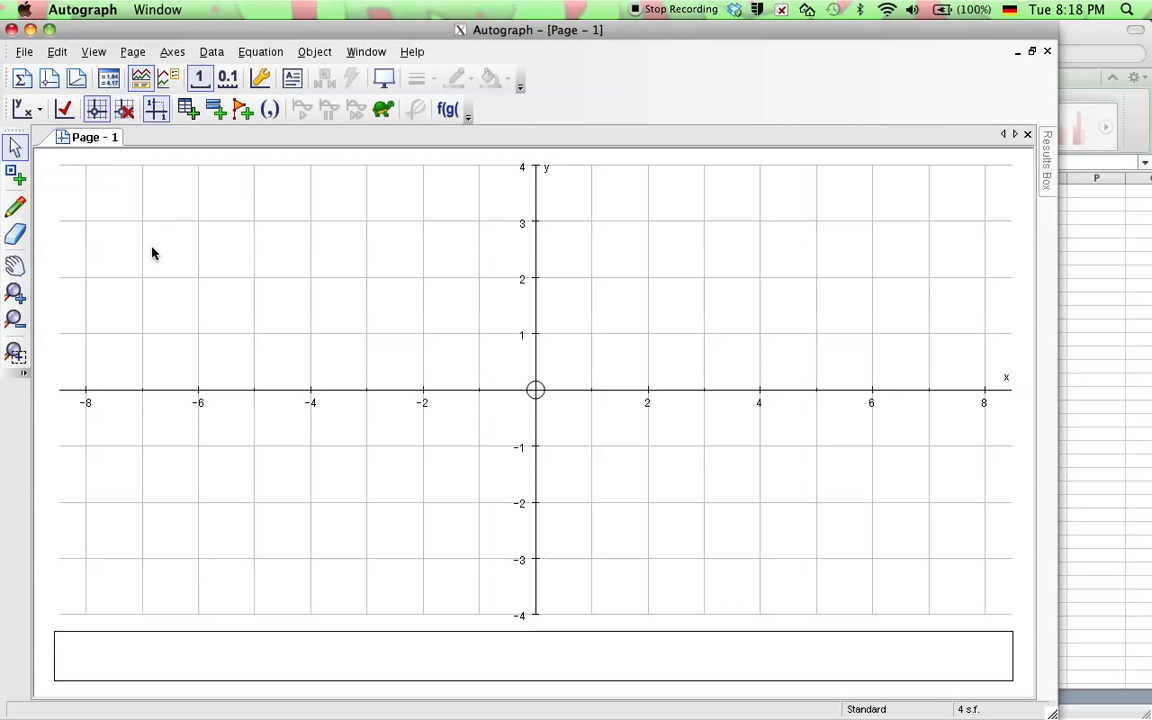 Autograph Window Stop Recording (100%) Tue 8:18 PM
Autograph - [Page - 1]
File Edit View Page Axes Data Equation Object Window Help
1 0.1
f(g(
Page - 1
Results Box
P
y
4
3
2
1
x
-8 -6 -4 -2 2 4 6 8
-1
-2
-3
-4
Standard 4 s.f.